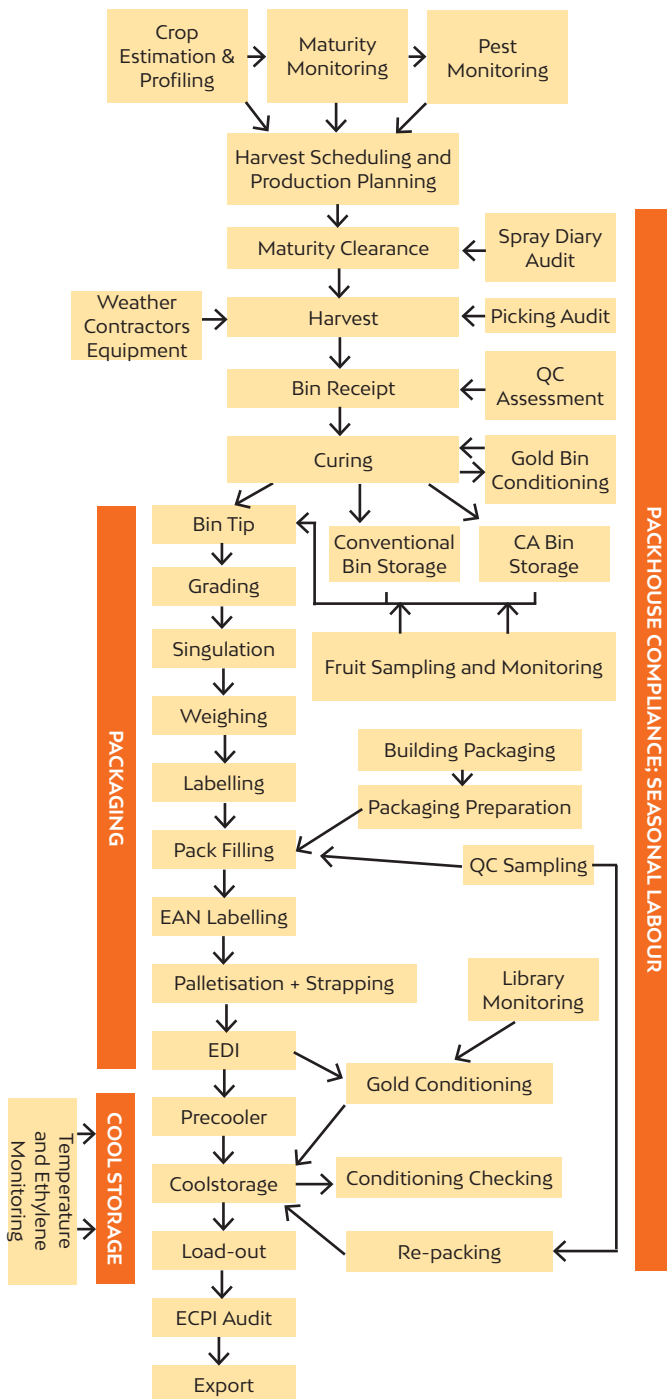 Crop
Estimation &
Profiling
Maturity
Monitoring
Pest
Monitoring
Harvest Scheduling and
Production Planning
Maturity Clearance
Spray Diary
Audit
Weather
Contractors
Equipment
Harvest
Picking Audit
Bin Receipt
QC
Assessment
Curing
Gold Bin
Conditioning
Bin Tip
Conventional
Bin Storage
CA Bin
Storage
Grading
Singulation
Fruit Sampling and Monitoring
Weighing
Building Packaging
Labelling
Packaging Preparation
Pack Filling
QC Sampling
EAN Labelling
Palletisation + Strapping
Library
Monitoring
EDI
Gold Conditioning
Precooler
Coolstorage
Conditioning Checking
Load-out
Re-packing
ECPI Audit
Export
PACKAGING
COOL STORAGE
Temperature
and Ethylene
Monitoring
PACKHOUSE COMPLIANCE; SEASONAL LABOUR